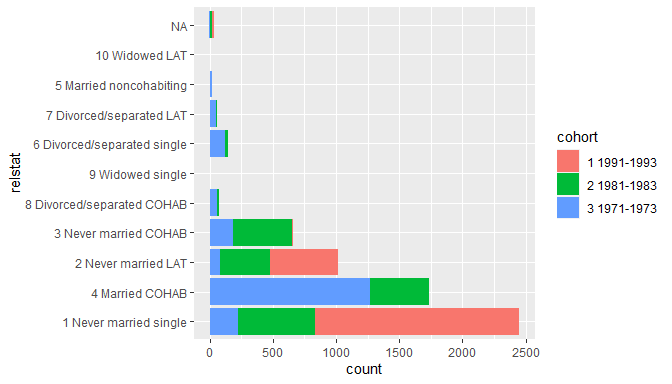 relstat
NA
10 Widowed LAT
5 Married noncohabiting
7 Divorced/separated LAT
6 Divorced/separated single
9 Widowed single
8 Divorced/separated COHAB
3 Never married COHAB
2 Never married LAT
4 Married COHAB
1 Never married single
0 500 1000 1500 2000 2500
count
cohort
1 1991-1993
2 1981-1983
3 1971-1973